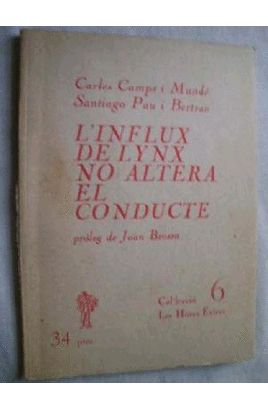 Carles Camps i Mundó
Santiago Pau i Bertran
L'INFLUX
DE LYNX
NO ALTERA
EL
CONDUCTE
pròleg de Joan Brossa
34 ptes.
Col·lecció 6
Les Hores Extres